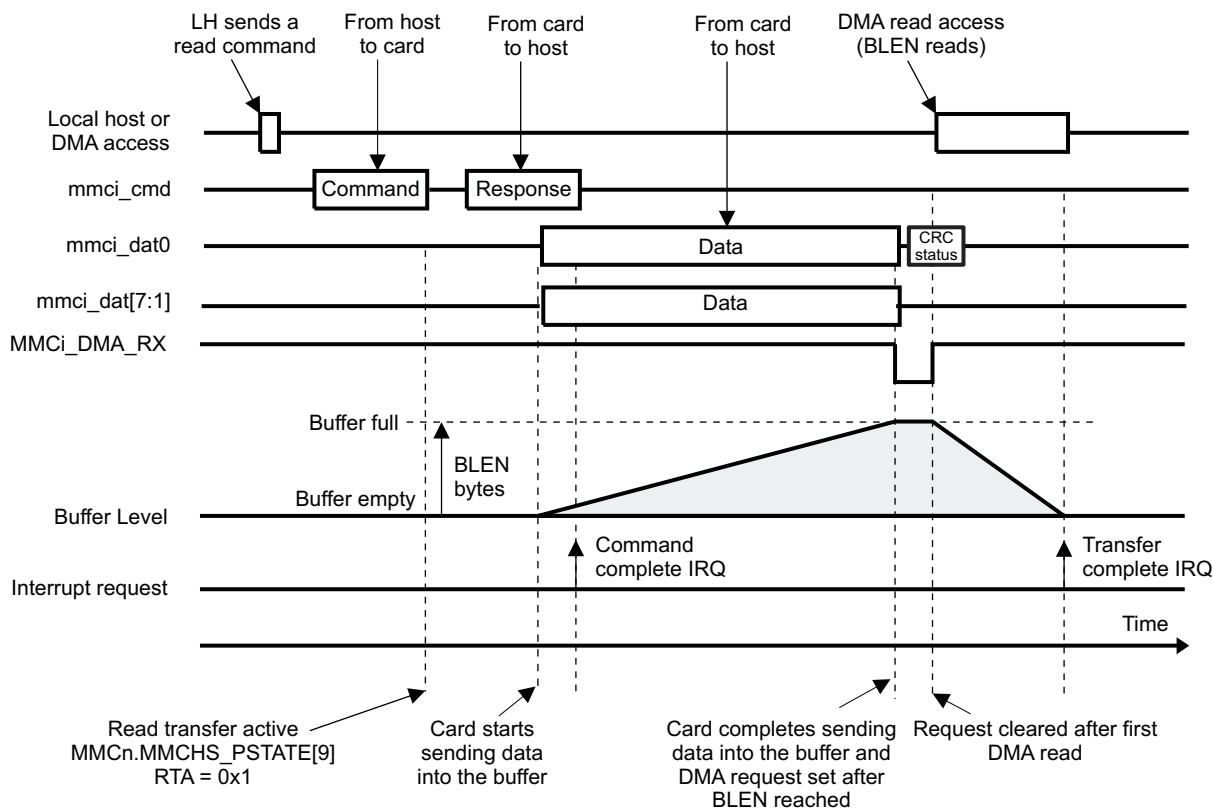 LH sends a
read command
From host
to card
From card
to host
From card
to host
DMA read access
(BLEN reads)
Local host or
DMA access
mmci_cmd
Command
Response
mmci_dat0
Data
CRC
status
mmci_dat[7:1]
Data
MMCi_DMA_RX
Buffer full
BLEN
bytes
Buffer empty
Buffer Level
Command
complete IRQ
Transfer
complete IRQ
Interrupt request
Time
Read transfer active
MMCn.MMCHS_PSTATE[9]
RTA = 0x1
Card starts
sending data
into the buffer
Card completes sending
data into the buffer and
DMA request set after
BLEN reached
Request cleared after first
DMA read